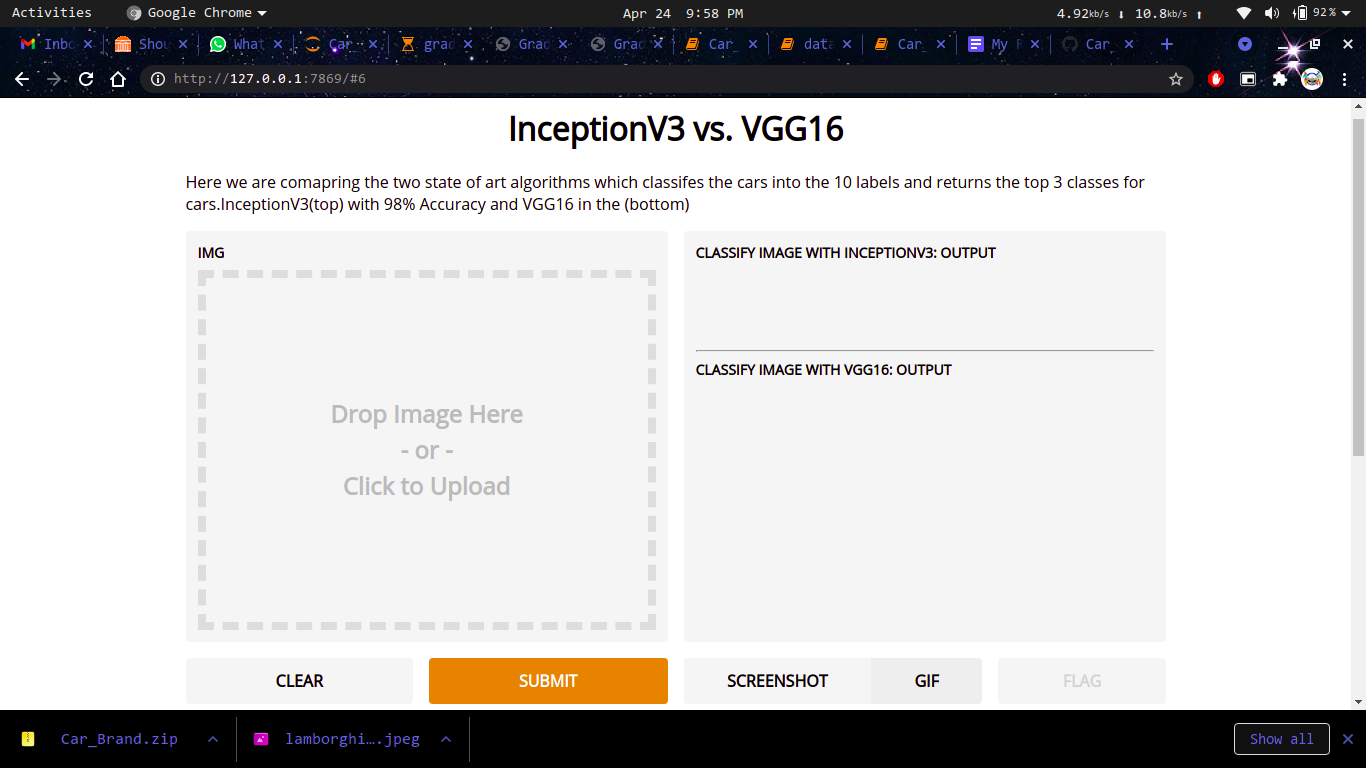 Activities
Google Chrome
Apr 24 9:58 PM
4.92kb/s ↓ 10.8kb/s ↑
92%
Inbo
Shou
What
Car_
grad
Grad
Grad
Car_
data
Car_
My
Car_
http://127.0.0.1:7869/#6
InceptionV3 vs. VGG16
Here we are comapring the two state of art algorithms which classifes the cars into the 10 labels and returns the top 3 classes for
cars.InceptionV3(top) with 98% Accuracy and VGG16 in the (bottom)
IMG
Drop Image Here
- or -
Click to Upload
CLASSIFY IMAGE WITH INCEPTIONV3: OUTPUT
CLASSIFY IMAGE WITH VGG16: OUTPUT
CLEAR
SUBMIT
SCREENSHOT
GIF
FLAG
Car_Brand.zip
lamborghi….jpeg
Show all